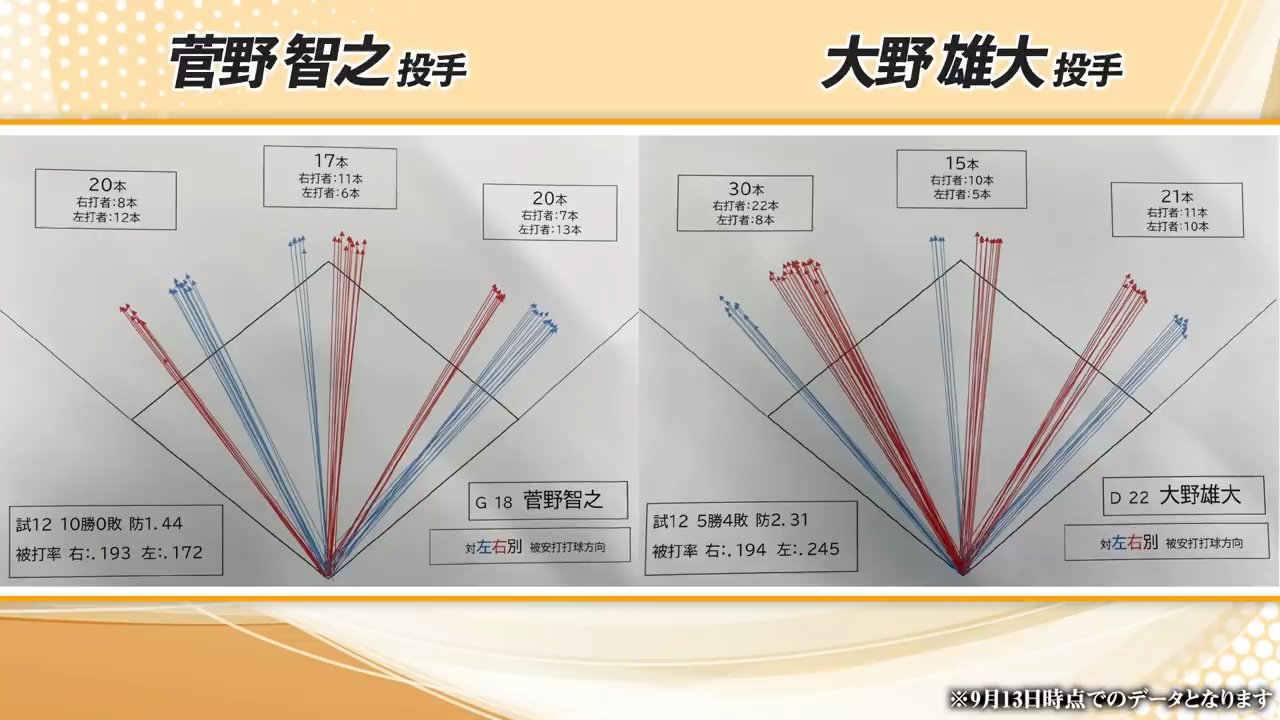 菅野 智之 投手
大野 雄大 投手
20本
右打者:8本
左打者:12本
17本
右打者:11本
左打者:6本
20本
右打者:7本
左打者:13本
試12 10勝0敗 防1.44
被打率 右:.193 左:.172
G 18 菅野智之
対左右別 被安打打球方向
30本
右打者:22本
左打者:8本
15本
右打者:10本
左打者:5本
21本
右打者:11本
左打者:10本
試12 5勝4敗 防2.31
被打率 右:.194 左:.245
D 22 大野雄大
対左右別 被安打打球方向
※9月13日時点でのデータとなります